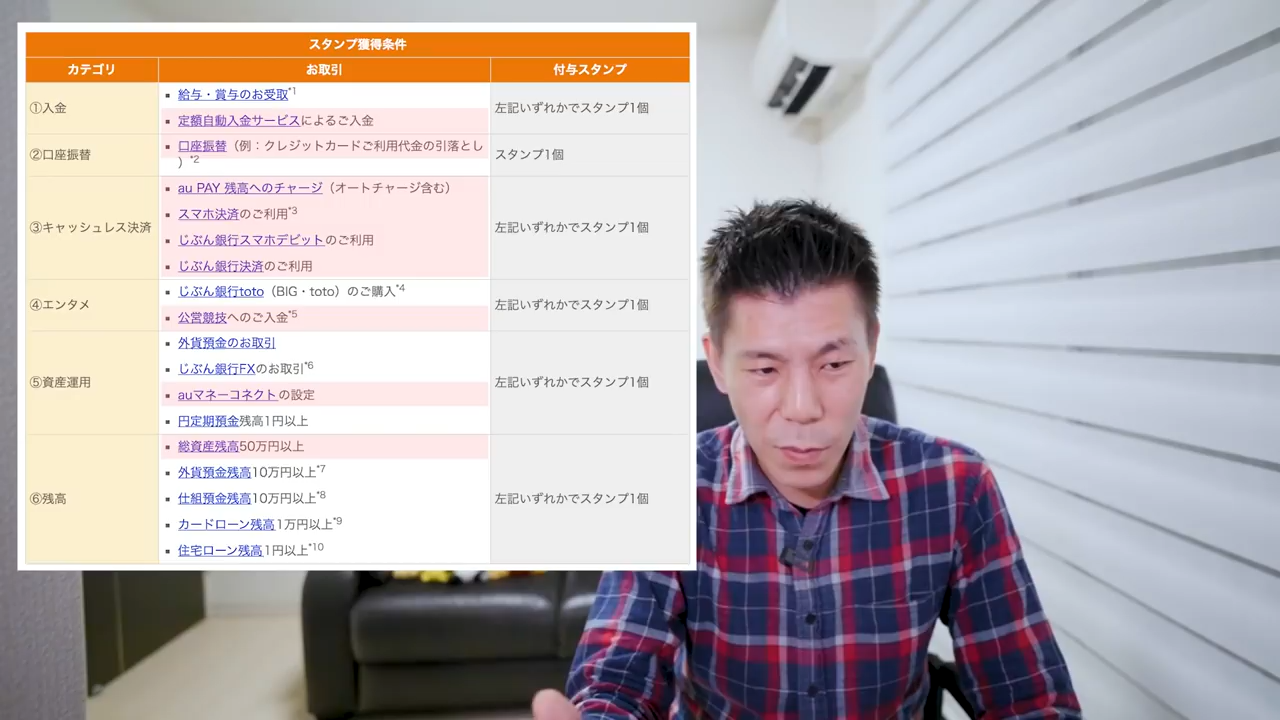 スタンプ獲得条件
カテゴリ お取引 付与スタンプ
①入金
給与・賞与のお受取*1
定額自動入金サービスによるご入金
左記いずれかでスタンプ1個
②口座振替
口座振替（例：クレジットカードご利用代金の引落とし
）*2
スタンプ1個
③キャッシュレス決済
au PAY 残高へのチャージ（オートチャージ含む）
スマホ決済のご利用*3
じぶん銀行スマホデビットのご利用
じぶん銀行決済のご利用
左記いずれかでスタンプ1個
④エンタメ
じぶん銀行toto（BIG・toto）のご購入*4
公営競技へのご入金*5
左記いずれかでスタンプ1個
⑤資産運用
外貨預金のお取引
じぶん銀行FXのお取引*6
auマネーコネクトの設定
円定期預金残高1円以上
左記いずれかでスタンプ1個
⑥残高
総資産残高50万円以上
外貨預金残高10万円以上*7
仕組預金残高10万円以上*8
カードローン残高1万円以上*9
住宅ローン残高1円以上*10
左記いずれかでスタンプ1個